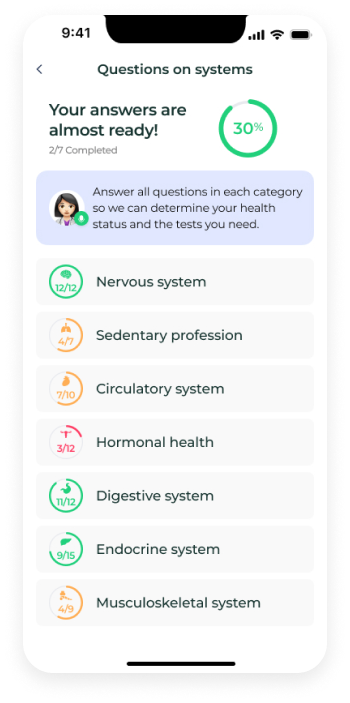 9:41
Questions on systems
Your answers are
almost ready!
2/7 Completed
30%
Answer all questions in each category
so we can determine your health
status and the tests you need.
12/12
Nervous system
4/7
Sedentary profession
7/10
Circulatory system
3/12
Hormonal health
11/12
Digestive system
9/15
Endocrine system
4/9
Musculoskeletal system